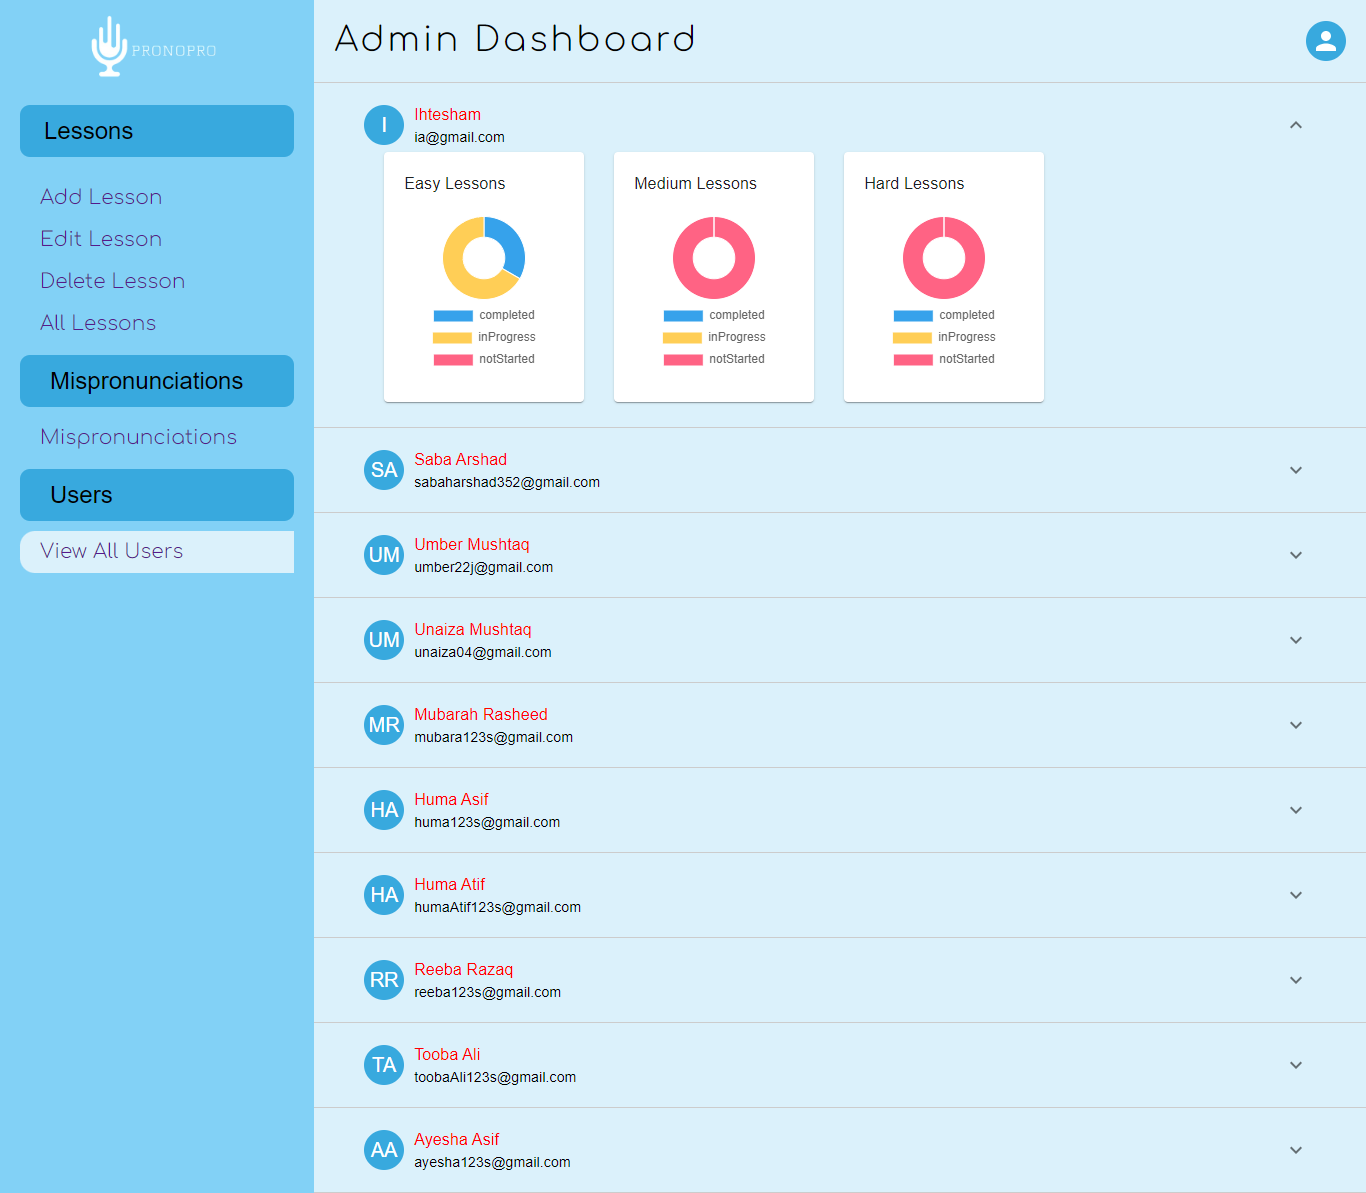 PRONOPRO
Admin Dashboard
Lessons
Add Lesson
Edit Lesson
Delete Lesson
All Lessons
Mispronunciations
Mispronunciations
Users
View All Users
I
Ihtesham
ia@gmail.com
Easy Lessons
completed
inProgress
notStarted
Medium Lessons
completed
inProgress
notStarted
Hard Lessons
completed
inProgress
notStarted
SA
Saba Arshad
sabaharshad352@gmail.com
UM
Umber Mushtaq
umber22j@gmail.com
UM
Unaiza Mushtaq
unaiza04@gmail.com
MR
Mubarah Rasheed
mubara123s@gmail.com
HA
Huma Asif
huma123s@gmail.com
HA
Huma Atif
humaAtif123s@gmail.com
RR
Reeba Razaq
reeba123s@gmail.com
TA
Tooba Ali
toobaAli123s@gmail.com
AA
Ayesha Asif
ayesha123s@gmail.com